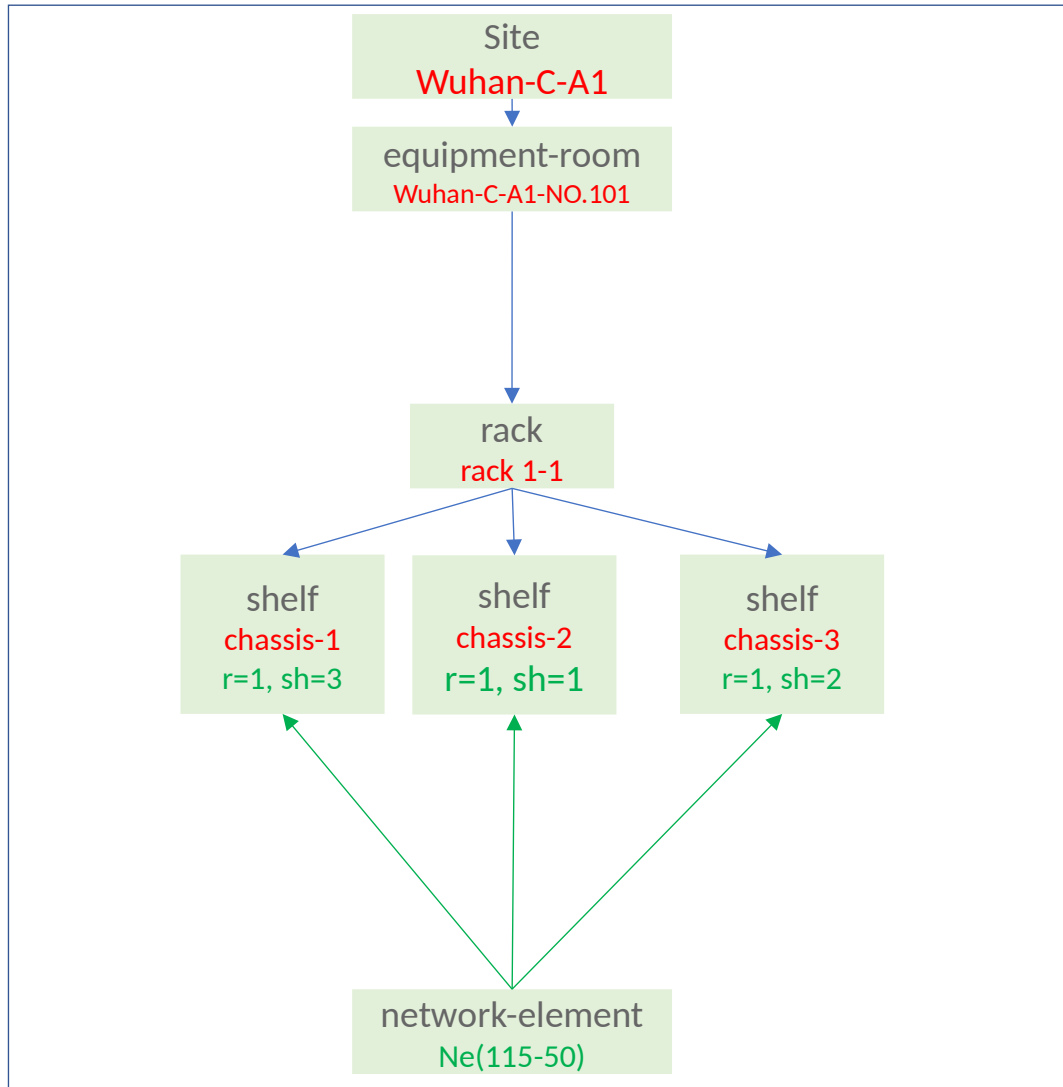 Site
Wuhan-C-A1
equipment-room
Wuhan-C-A1-NO.101
rack
rack 1-1
shelf
chassis-1
r=1, sh=3
shelf
chassis-2
r=1, sh=1
shelf
chassis-3
r=1, sh=2
network-element
Ne(115-50)